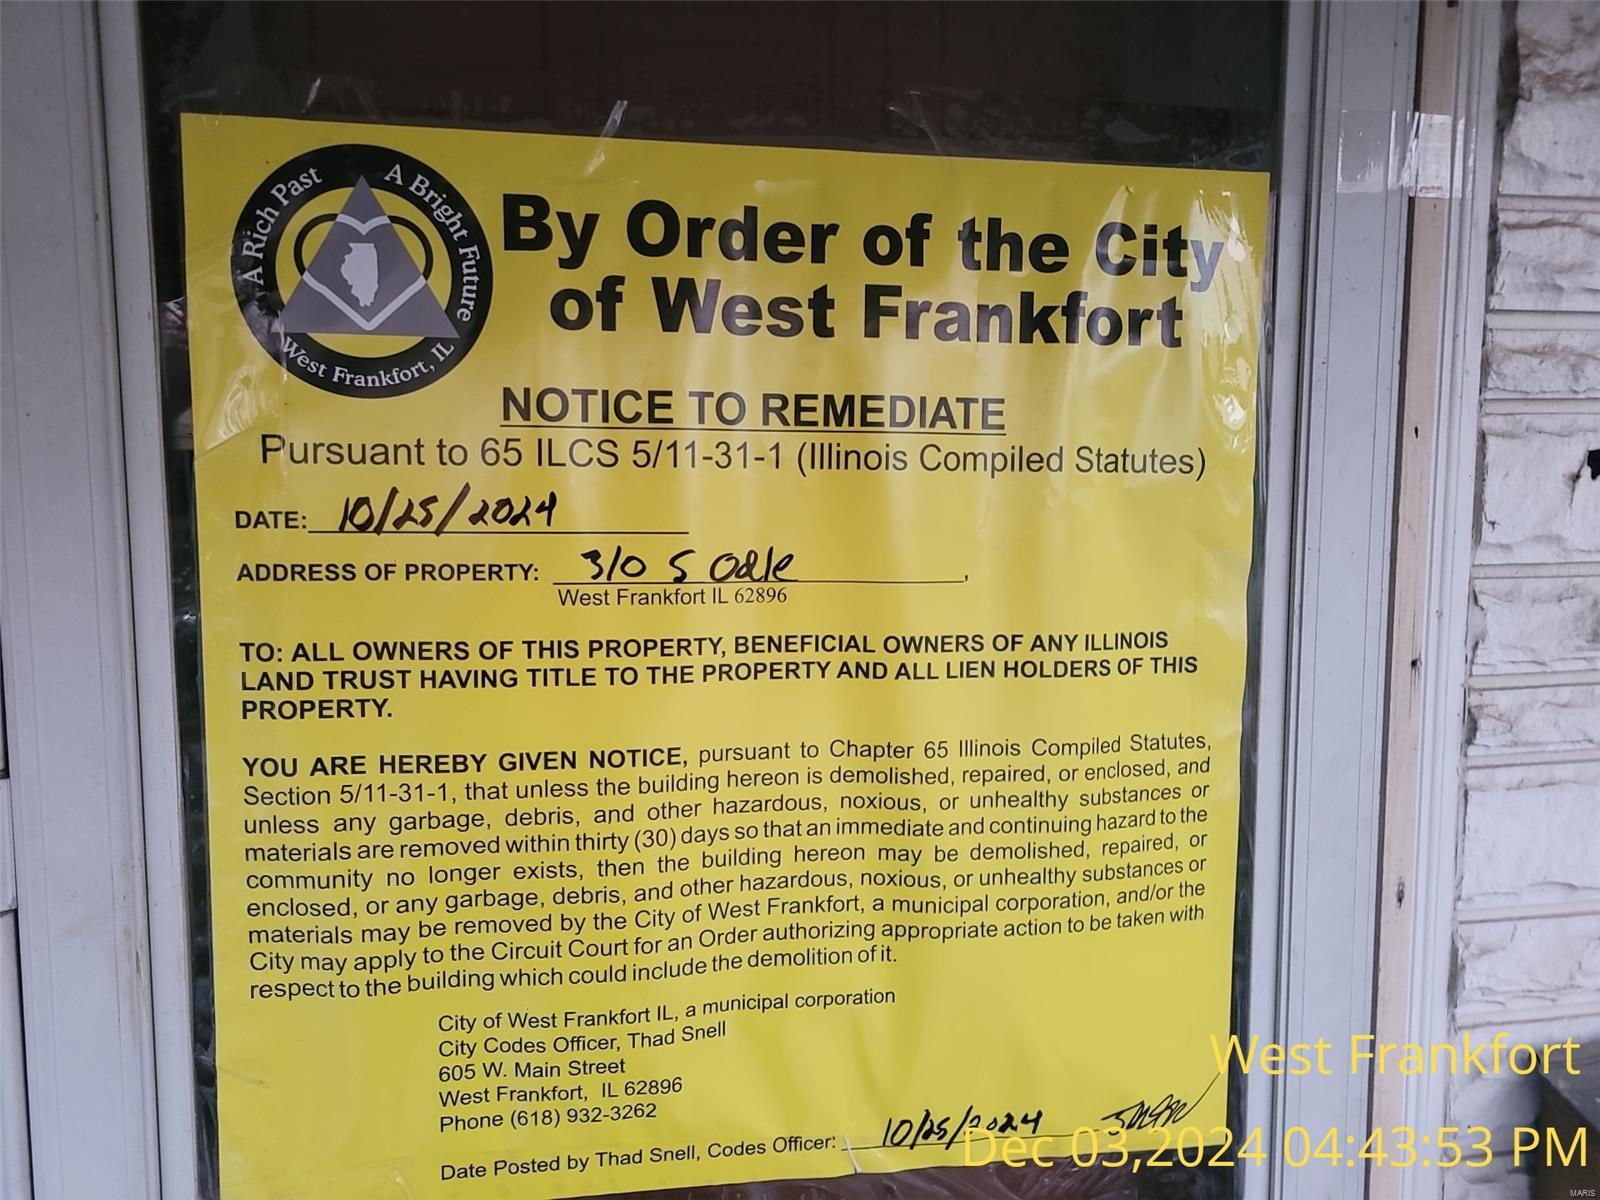 A Rich Past
A Bright Future
West Frankfort, IL
By Order of the City
of West Frankfort
NOTICE TO REMEDIATE
Pursuant to 65 ILCS 5/11-31-1 (Illinois Compiled Statutes)
DATE: 10/25/2024
ADDRESS OF PROPERTY: 310 S Odle,
West Frankfort IL 62896
TO: ALL OWNERS OF THIS PROPERTY, BENEFICIAL OWNERS OF ANY ILLINOIS
LAND TRUST HAVING TITLE TO THE PROPERTY AND ALL LIEN HOLDERS OF THIS
PROPERTY.
YOU ARE HEREBY GIVEN NOTICE, pursuant to Chapter 65 Illinois Compiled Statutes,
Section 5/11-31-1, that unless the building hereon is demolished, repaired, or enclosed, and
unless any garbage, debris, and other hazardous, noxious, or unhealthy substances or
materials are removed within thirty (30) days so that an immediate and continuing hazard to the
community no longer exists, then the building hereon may be demolished, repaired, or
enclosed, or any garbage, debris, and other hazardous, noxious, or unhealthy substances or
materials may be removed by the City of West Frankfort, a municipal corporation, and/or the
City may apply to the Circuit Court for an Order authorizing appropriate action to be taken with
respect to the building which could include the demolition of it.
City of West Frankfort IL, a municipal corporation
City Codes Officer, Thad Snell
605 W. Main Street
West Frankfort, IL 62896
Phone (618) 932-3262
Date Posted by Thad Snell, Codes Officer: 10/25/2024
West Frankfort
Dec 03,2024 04:43:53 PM
MARIS